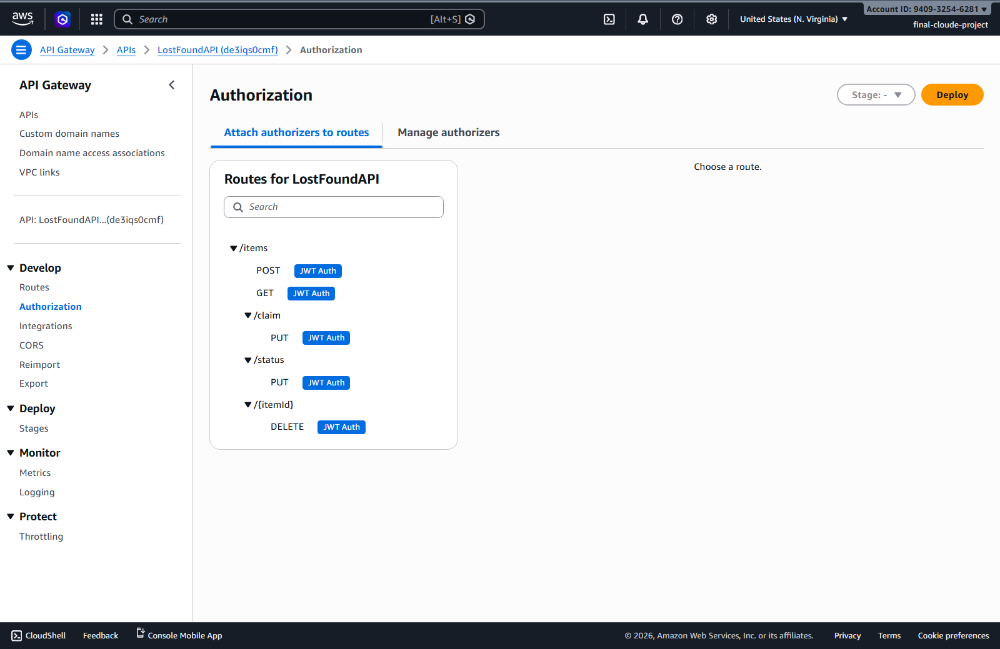 aws
Search
[Alt+S]
United States (N. Virginia)
Account ID: 9409-3254-6281
final-cloude-project
API Gateway
APIs
LostFoundAPI (de3iqs0cmf)
Authorization
API Gateway
APIs
Custom domain names
Domain name access associations
VPC links
API: LostFoundAPI...(de3iqs0cmf)
Develop
Routes
Authorization
Integrations
CORS
Reimport
Export
Deploy
Stages
Monitor
Metrics
Logging
Protect
Throttling
Authorization
Stage: -
Deploy
Attach authorizers to routes
Manage authorizers
Routes for LostFoundAPI
Search
/items
POST JWT Auth
GET JWT Auth
/claim
PUT JWT Auth
/status
PUT JWT Auth
/{itemId}
DELETE JWT Auth
Choose a route.
CloudShell
Feedback
Console Mobile App
© 2026, Amazon Web Services, Inc. or its affiliates.
Privacy
Terms
Cookie preferences